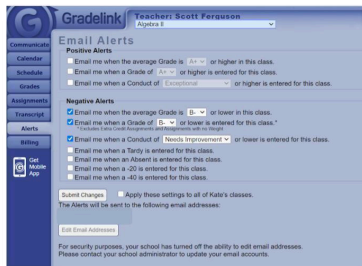 Gradelink
Teacher: Scott Ferguson
Algebra II
Communicate
Calendar
Schedule
Grades
Assignments
Transcript
Alerts
Billing
Get
Mobile
App
Email Alerts
Positive Alerts
Email me when the average Grade is A+ or higher in this class.
Email me when a Grade of A+ or higher is entered for this class.
Email me when a Conduct of Exceptional or higher is entered for this class.
Negative Alerts
Email me when the average Grade is B- or lower in this class.
Email me when a Grade of B- or lower is entered for this class.*
* Excludes Extra Credit Assignments and Assignments with no Weight
Email me when a Conduct of Needs Improvement or lower is entered for this class.
Email me when a Tardy is entered for this class.
Email me when an Absent is entered for this class.
Email me when a -20 is entered for this class.
Email me when a -40 is entered for this class.
Submit Changes Apply these settings to all of Kate's classes.
The Alerts will be sent to the following email addresses:
Edit Email Addresses
For security purposes, your school has turned off the ability to edit email addresses.
Please contact your school administrator to update your email accounts.